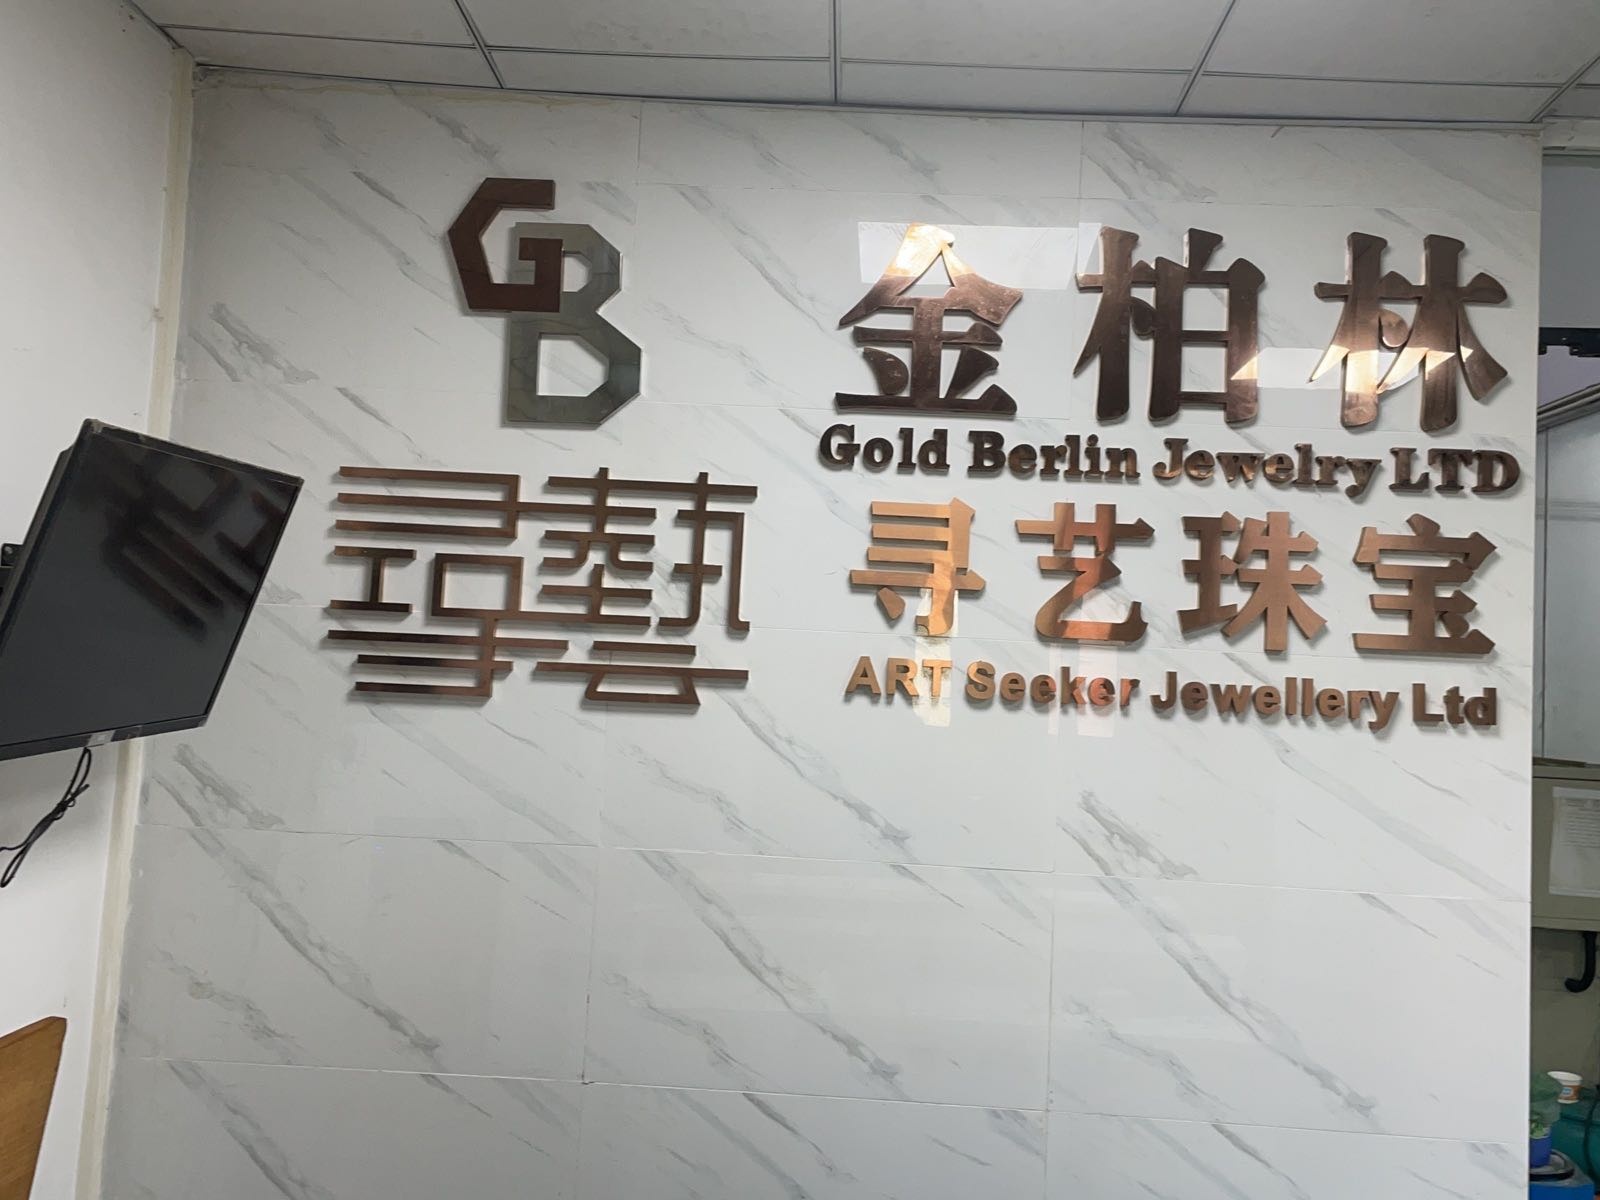 GB
金柏林
Gold Berlin Jewelry LTD
尋藝
寻艺珠宝
ART Seeker Jewellery Ltd